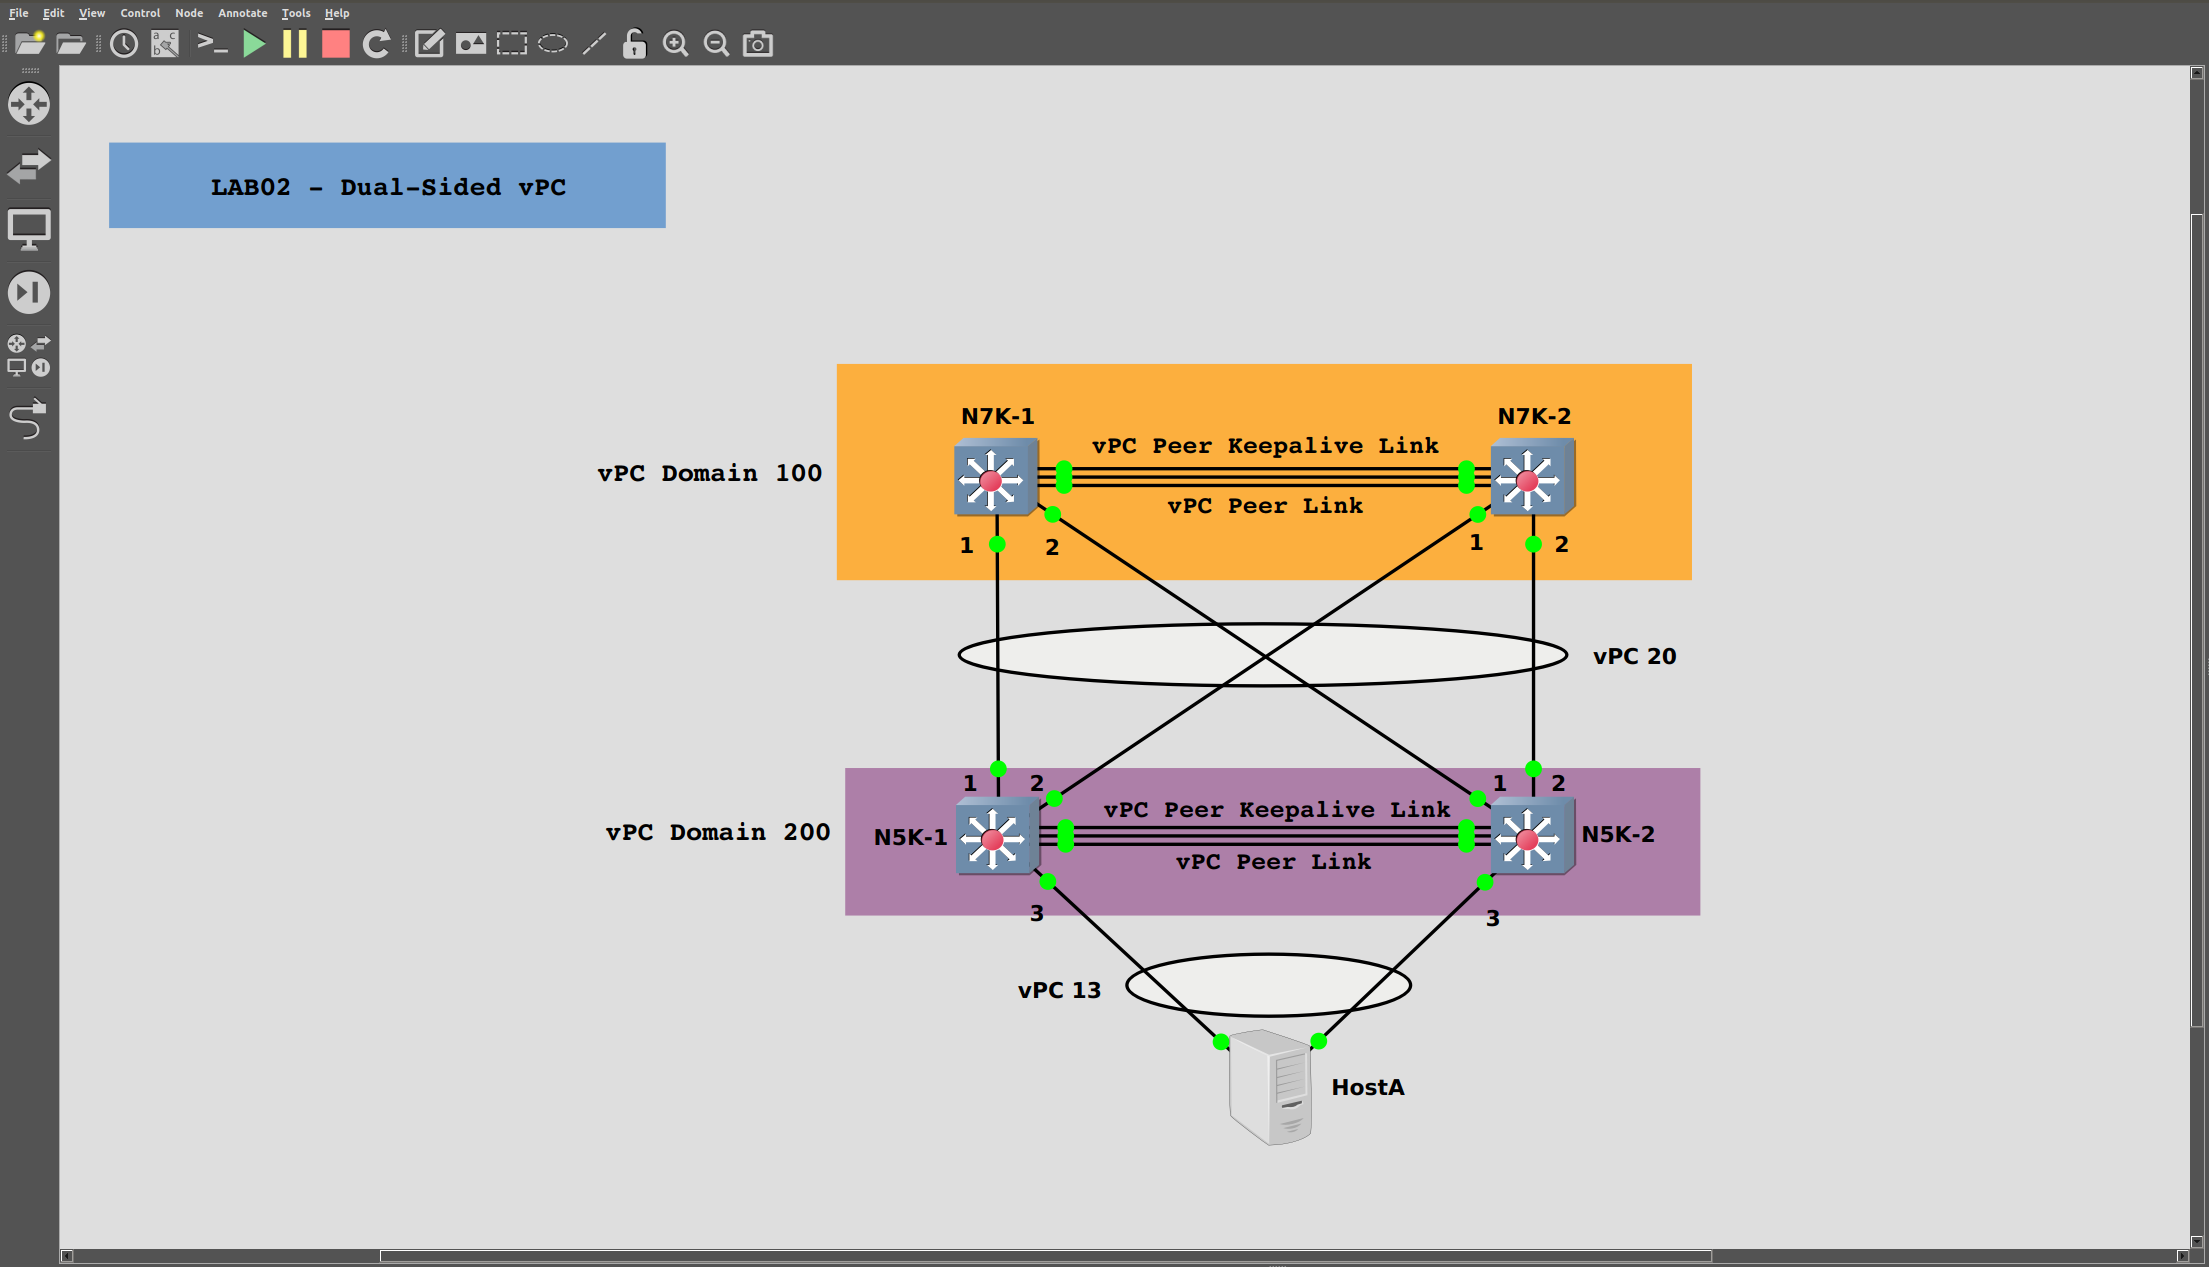 File Edit View Control Node Annotate Tools Help
a c
b
>_
LAB02 - Dual-Sided vPC
N7K-1
N7K-2
vPC Peer Keepalive Link
vPC Domain 100
vPC Peer Link
1
2
1
2
vPC 20
1
2
1
2
vPC Peer Keepalive Link
vPC Domain 200
N5K-1
N5K-2
vPC Peer Link
3
3
vPC 13
HostA